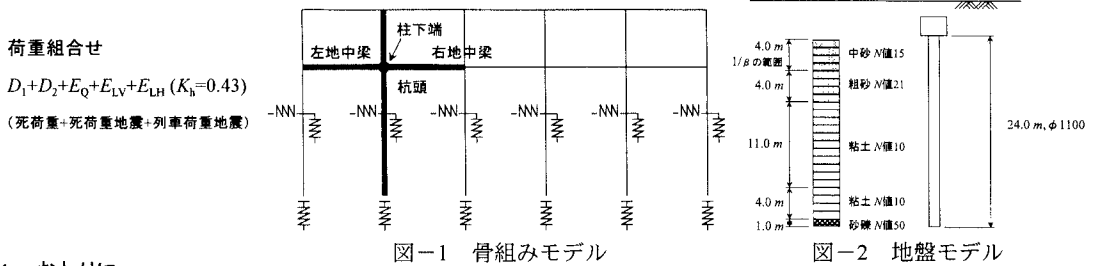 荷重組合せ
D₁+D₂+E_Q+E_LV+E_LH (K_h=0.43)
(死荷重+死荷重地震+列車荷重地震)
柱下端
左地中梁
右地中梁
杭頭
図－1 骨組みモデル
4.0 m
1/βの範囲
4.0 m
11.0 m
4.0 m
1.0 m
中砂 N値15
粗砂 N値21
粘土 N値10
粘土 N値10
砂礫 N値50
24.0 m, φ1100
図－2 地盤モデル